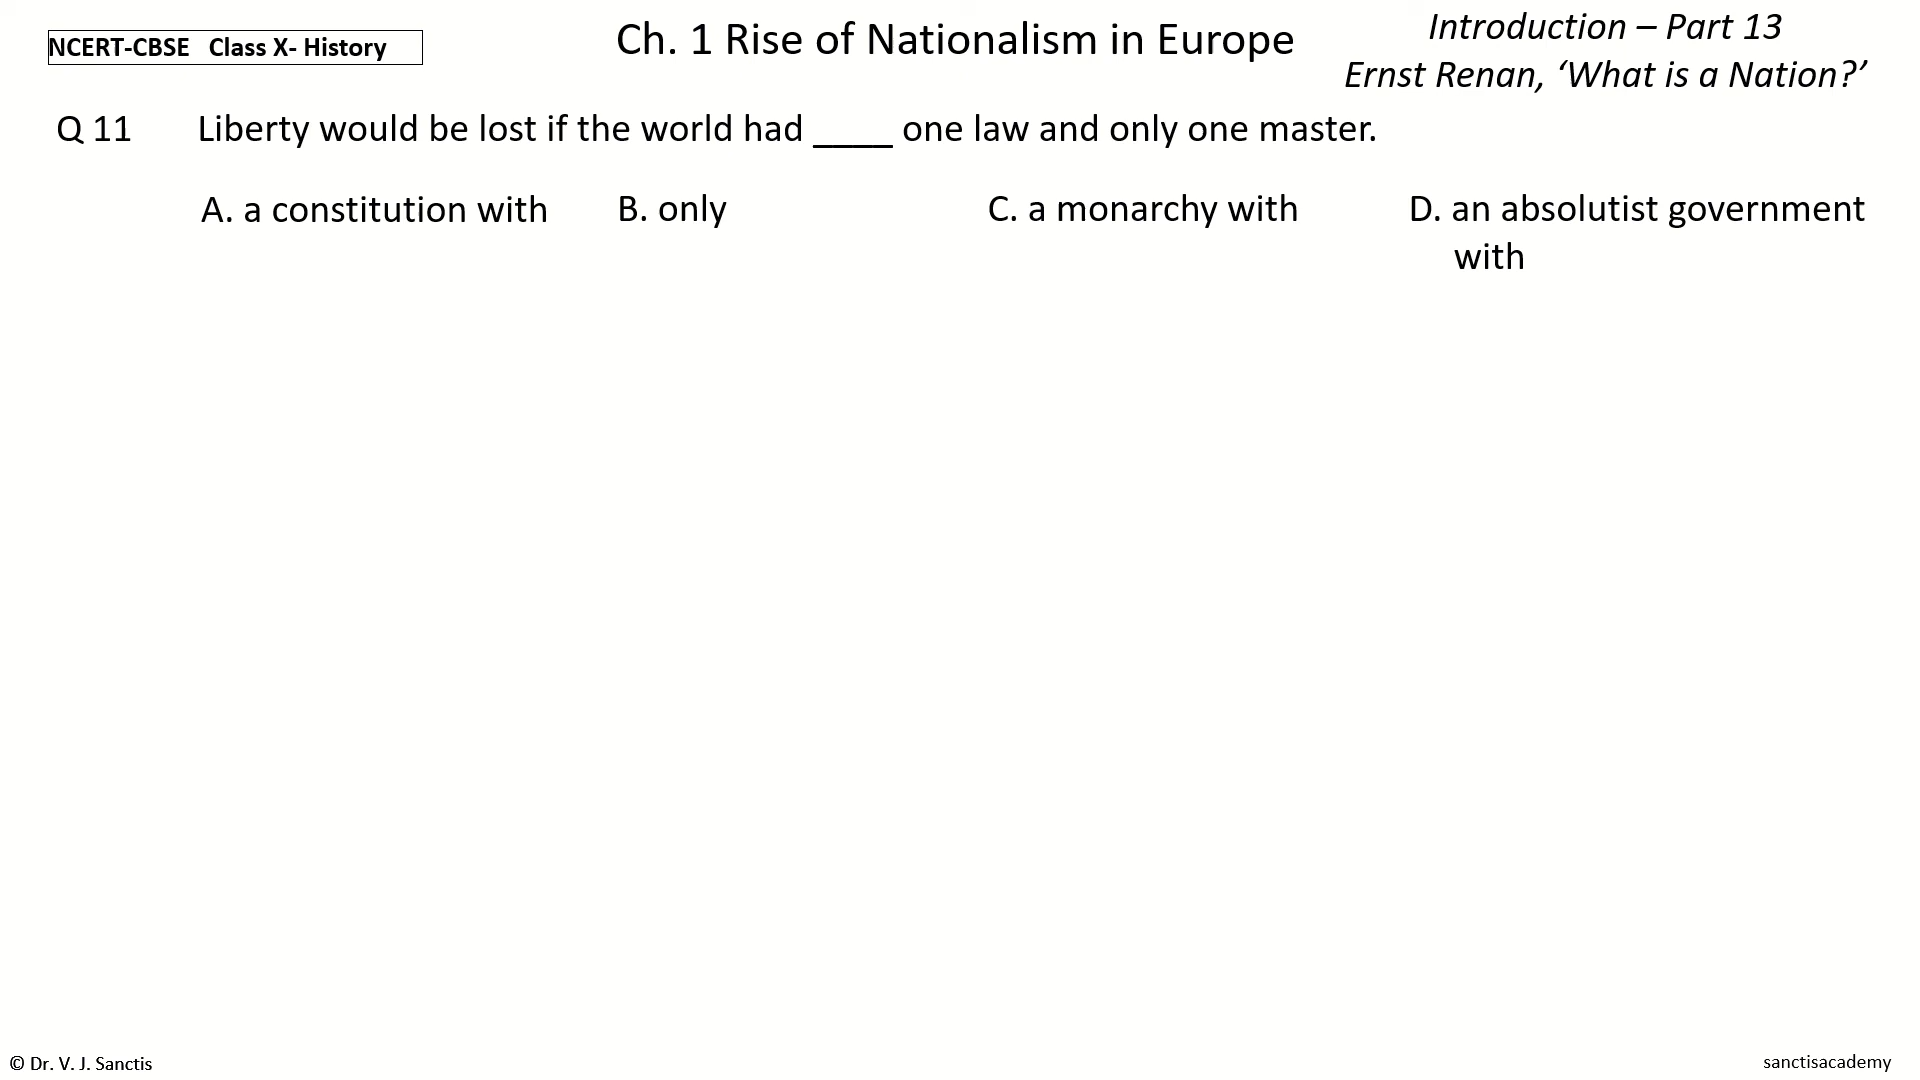 NCERT-CBSE Class X- History
Ch. 1 Rise of Nationalism in Europe
Introduction – Part 13
Ernst Renan, ‘What is a Nation?’
Q 11 Liberty would be lost if the world had ____ one law and only one master.
A. a constitution with B. only C. a monarchy with D. an absolutist government
with
© Dr. V. J. Sanctis
sanctisacademy